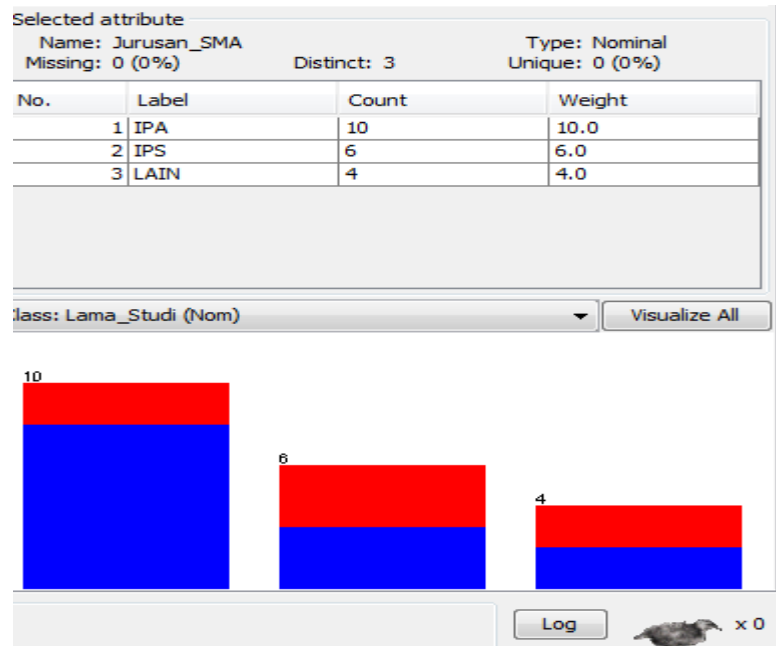 Selected attribute
Name: Jurusan_SMA Type: Nominal
Missing: 0 (0%) Distinct: 3 Unique: 0 (0%)
No. Label Count Weight
1 IPA 10 10.0
2 IPS 6 6.0
3 LAIN 4 4.0
Class: Lama_Studi (Nom) Visualize All
10
6
4
Log x 0